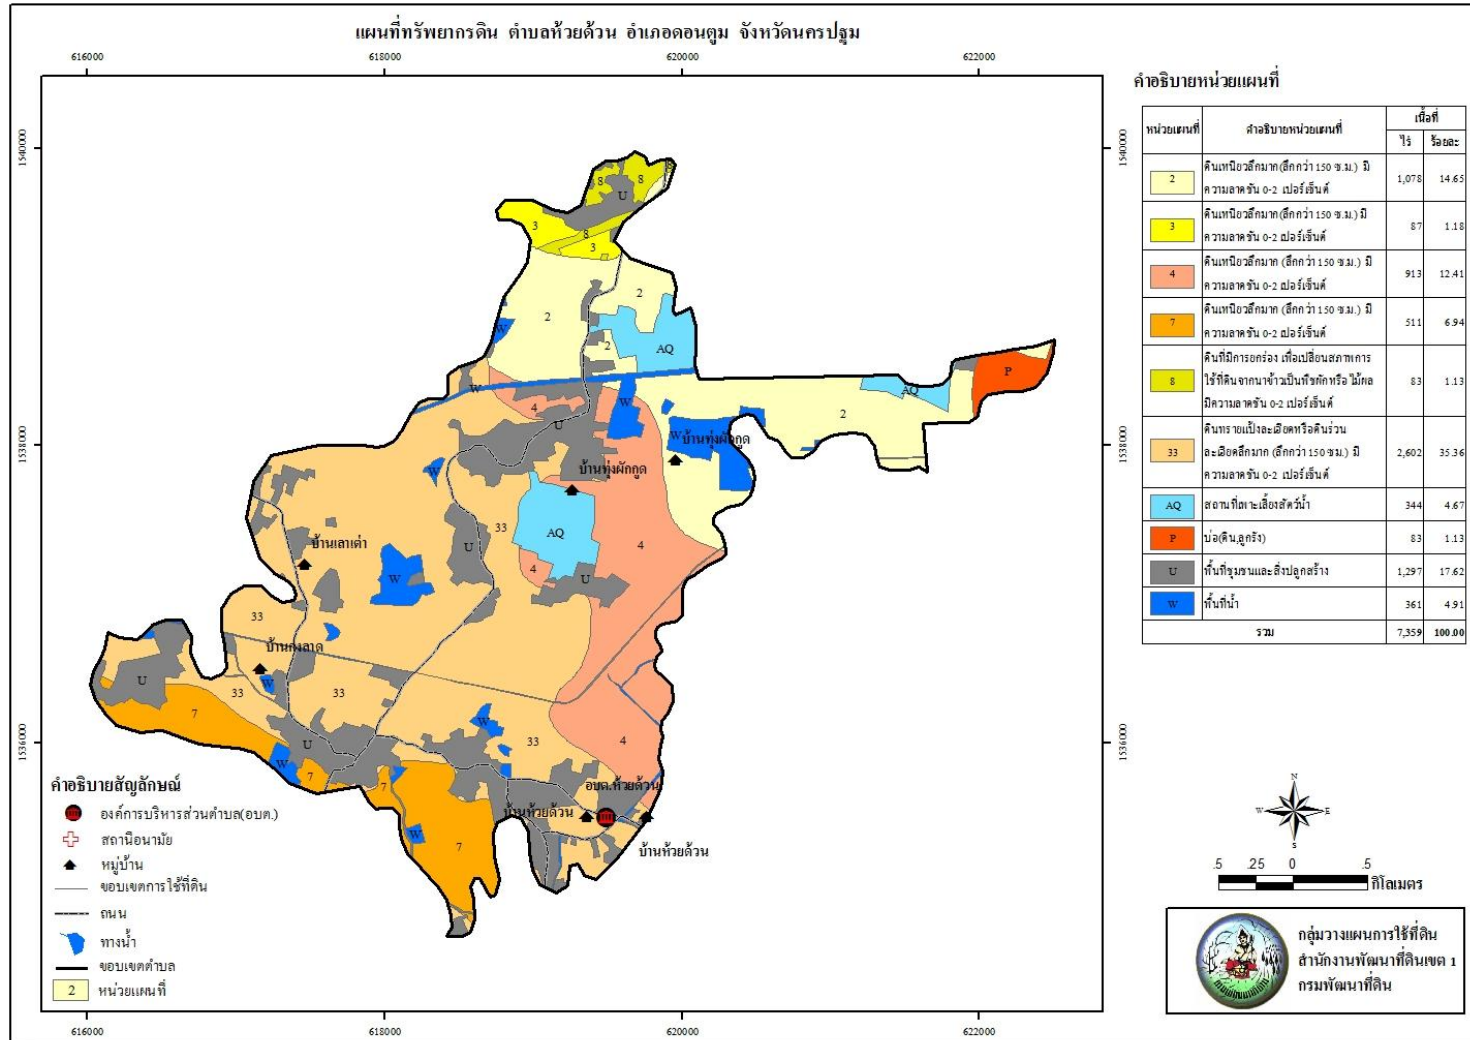 แผนที่ทรัพยากรดิน ตำบลห้วยด้วน อำเภอดอนตูม จังหวัดนครปฐม
616000 618000 620000 622000
คำอธิบายหน่วยแผนที่
หน่วยแผนที่ คำอธิบายหน่วยแผนที่ เนื้อที่
ไร่ ร้อยละ
2 ดินเหนียวลึกมาก(ลึกกว่า 150 ซ.ม.) มี
ความลาดชัน 0-2 เปอร์เซ็นต์ 1,078 14.65
3 ดินเหนียวลึกมาก(ลึกกว่า 150 ซ.ม.) มี
ความลาดชัน 0-2 เปอร์เซ็นต์ 87 1.18
4 ดินเหนียวลึกมาก (ลึกกว่า 150 ซ.ม.) มี
ความลาดชัน 0-2 เปอร์เซ็นต์ 913 12.41
7 ดินเหนียวลึกมาก (ลึกกว่า 150 ซ.ม.) มี
ความลาดชัน 0-2 เปอร์เซ็นต์ 511 6.94
8 ดินที่มีการยกร่อง เพื่อเปลี่ยนสภาพการ
ใช้ที่ดินจากนาข้าวเป็นพืชผักหรือ ไม้ผล
มีความลาดชัน 0-2 เปอร์เซ็นต์ 83 1.13
33 ดินทรายแป้งละเอียดหรือดินร่วน
ละเอียดลึกมาก (ลึกกว่า 150 ซม.) มี
ความลาดชัน 0-2 เปอร์เซ็นต์ 2,602 35.36
AQ สถานที่เพาะเลี้ยงสัตว์น้ำ 344 4.67
P บ่อ(ดิน,ลูกรัง) 83 1.13
U พื้นที่ชุมชนและสิ่งปลูกสร้าง 1,297 17.62
W พื้นที่น้ำ 361 4.91
รวม 7,359 100.00
1540000 1540000
8 8 8
U
3
8
3
2
2
W
2
AQ
P
W
AQ
4
W
2
U
1538000 1538000
W
บ้านทุ่งผักกูด
บ้านทุ่งผักกูด
W
33
AQ
4
บ้านเลาเต่า
U
W
4
U
33
บ้านกงลาด
W
U
33
33
7
W
1536000 1536000
U
33
4
W
7
7
อบต.ห้วยด้วน
บ้านห้วยด้วน
W
7
บ้านห้วยด้วน
คำอธิบายสัญลักษณ์
องค์การบริหารส่วนตำบล(อบต.)
สถานีอนามัย
หมู่บ้าน
ขอบเขตการใช้ที่ดิน
ถนน
ทางน้ำ
ขอบเขตตำบล
2 หน่วยแผนที่
N
W E
S
.5 .25 0 .5
กิโลเมตร
กลุ่มวางแผนการใช้ที่ดิน
สำนักงานพัฒนาที่ดินเขต 1
กรมพัฒนาที่ดิน
616000 618000 620000 622000